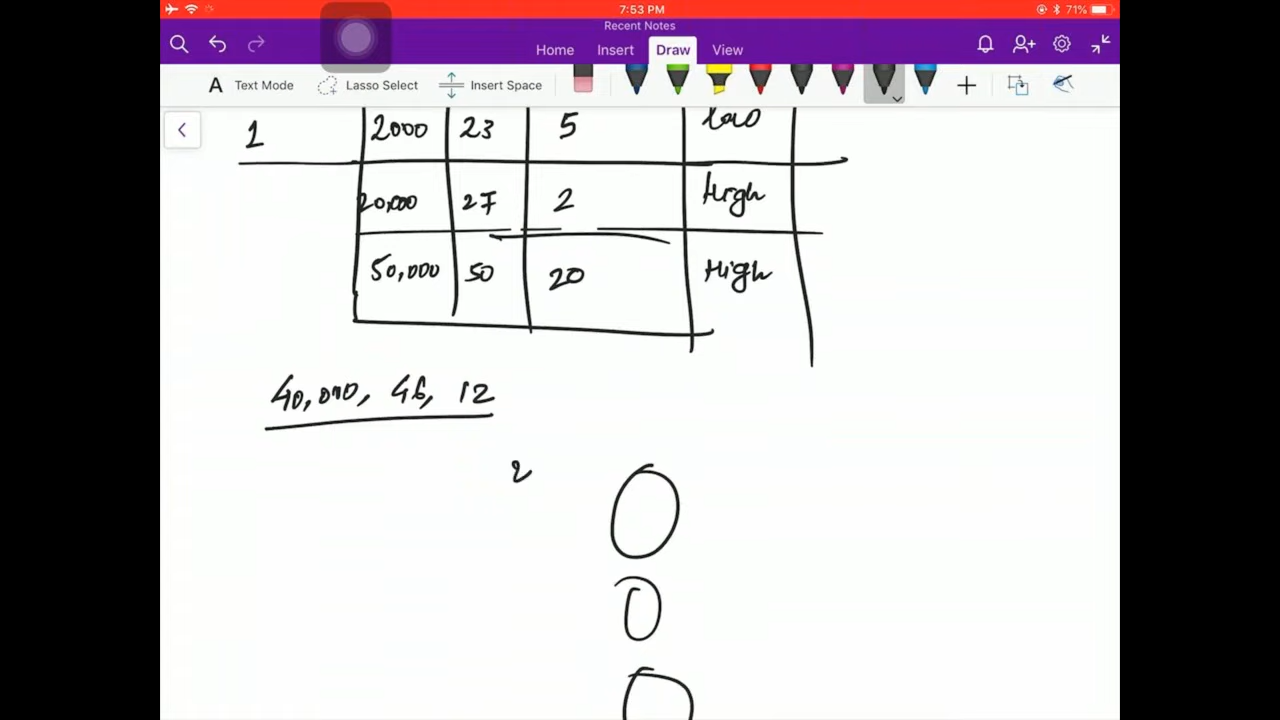 7:53 PM
71%
Recent Notes
Home Insert Draw View
A Text Mode Lasso Select Insert Space
1 2000 23 5 Low
20,000 27 2 High
50,000 50 20 High
40,000, 46, 12
2